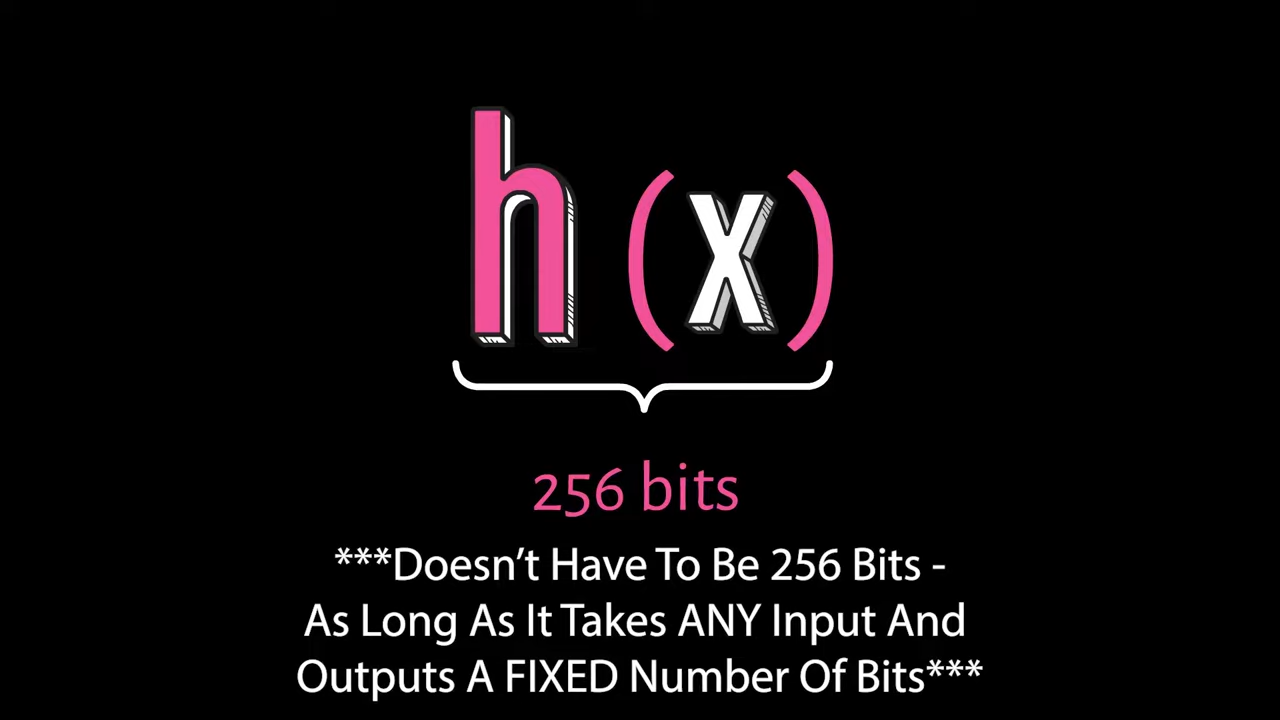 h (x)
256 bits
***Doesn’t Have To Be 256 Bits -
As Long As It Takes ANY Input And
Outputs A FIXED Number Of Bits***